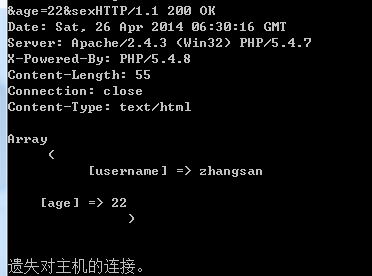 &age=22&sexHTTP/1.1 200 OK
Date: Sat, 26 Apr 2014 06:30:16 GMT
Server: Apache/2.4.3 (Win32) PHP/5.4.7
X-Powered-By: PHP/5.4.8
Content-Length: 55
Connection: close
Content-Type: text/html
Array
(
[username] => zhangsan
[age] => 22
)
遗失对主机的连接。